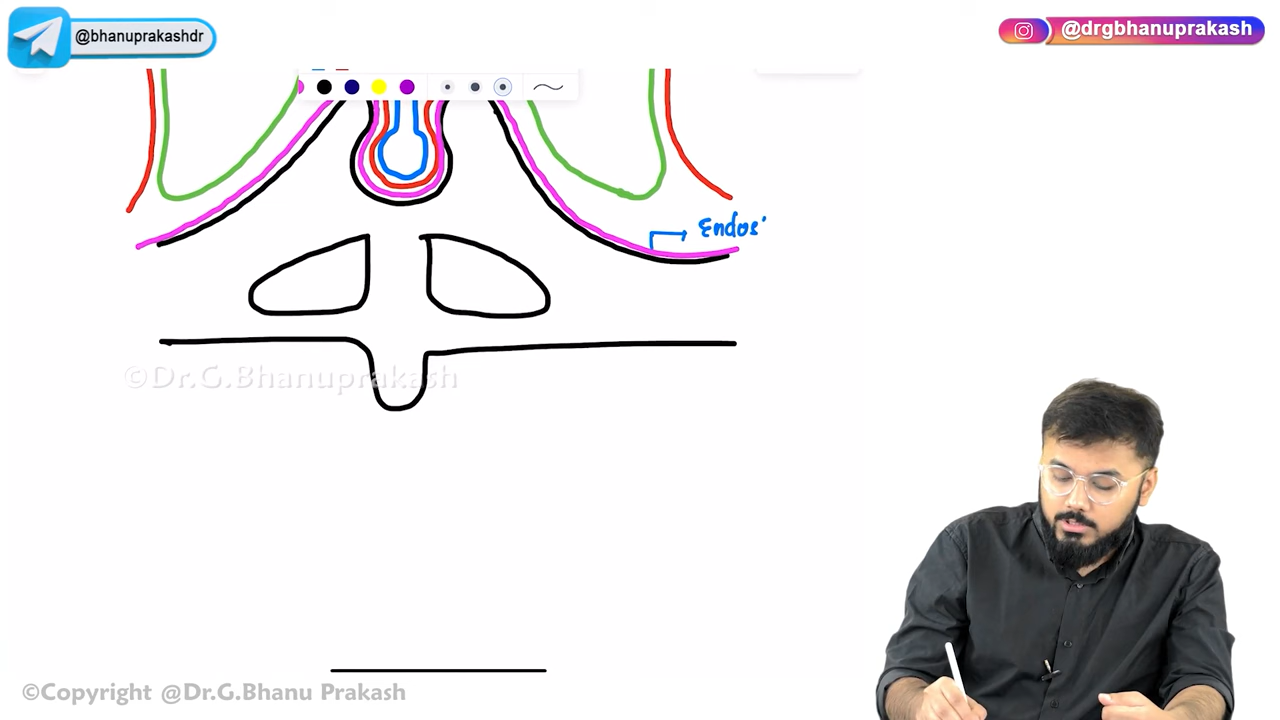 @bhanuprakashdr
@drgbhanuprakash
Endos'
©Dr.G.Bhanuprakash
©Copyright @Dr.G.Bhanu Prakash